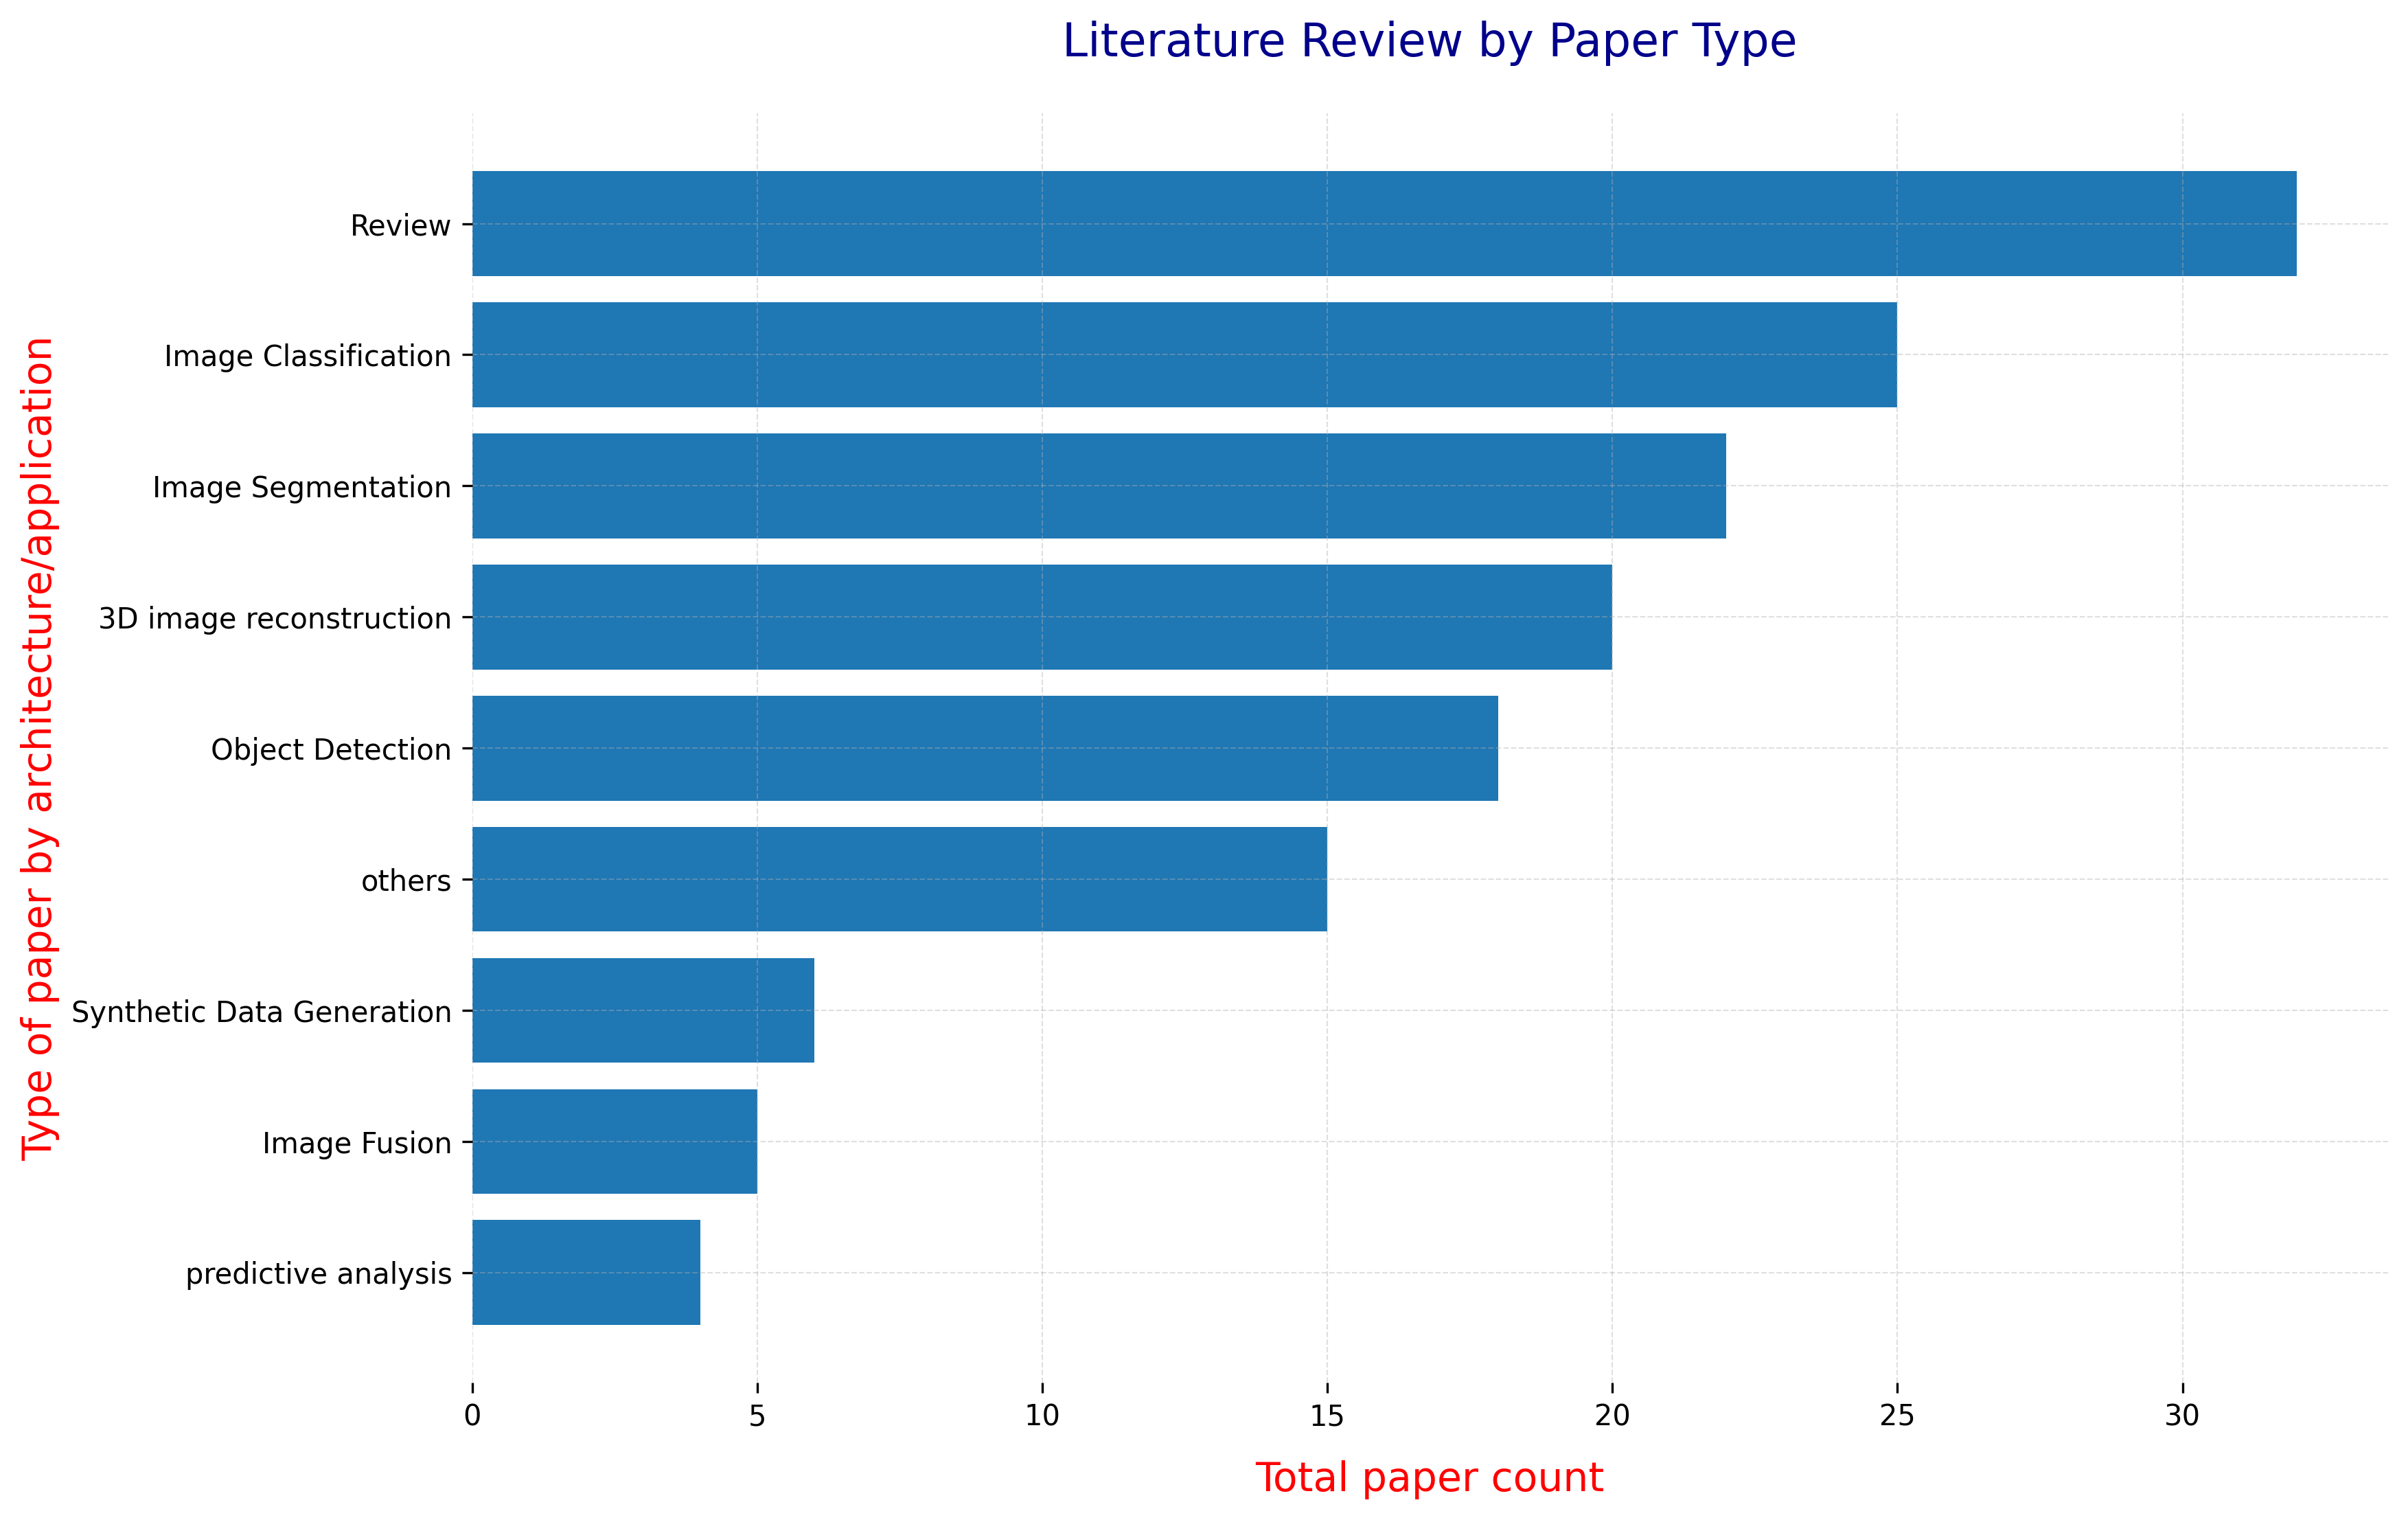 Literature Review by Paper Type
Type of paper by architecture/application
Review
Image Classification
Image Segmentation
3D image reconstruction
Object Detection
others
Synthetic Data Generation
Image Fusion
predictive analysis
0 5 10 15 20 25 30
Total paper count